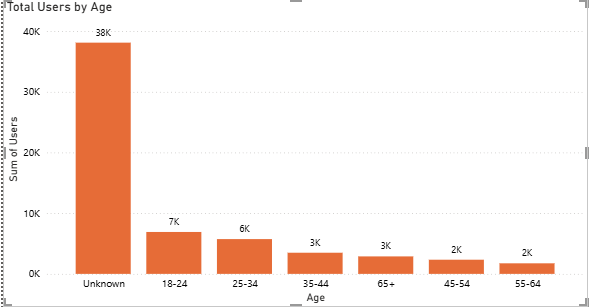 Total Users by Age
40K
30K
20K
10K
0K
Sum of Users
38K
7K
6K
3K
3K
2K
2K
Unknown
18-24
25-34
35-44
65+
45-54
55-64
Age